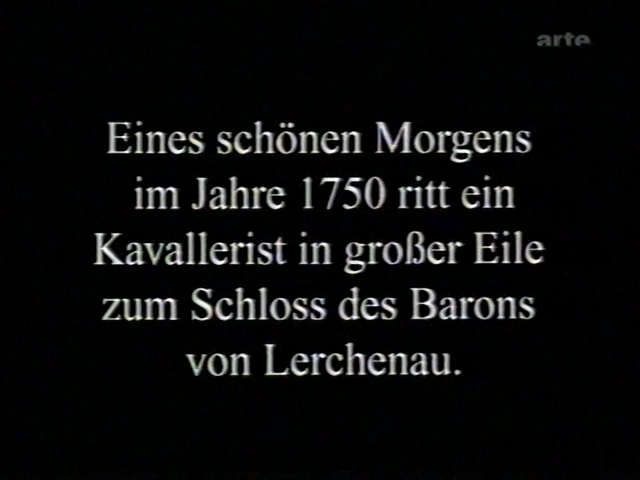 arte
Eines schönen Morgens
im Jahre 1750 ritt ein
Kavallerist in großer Eile
zum Schloss des Barons
von Lerchenau.